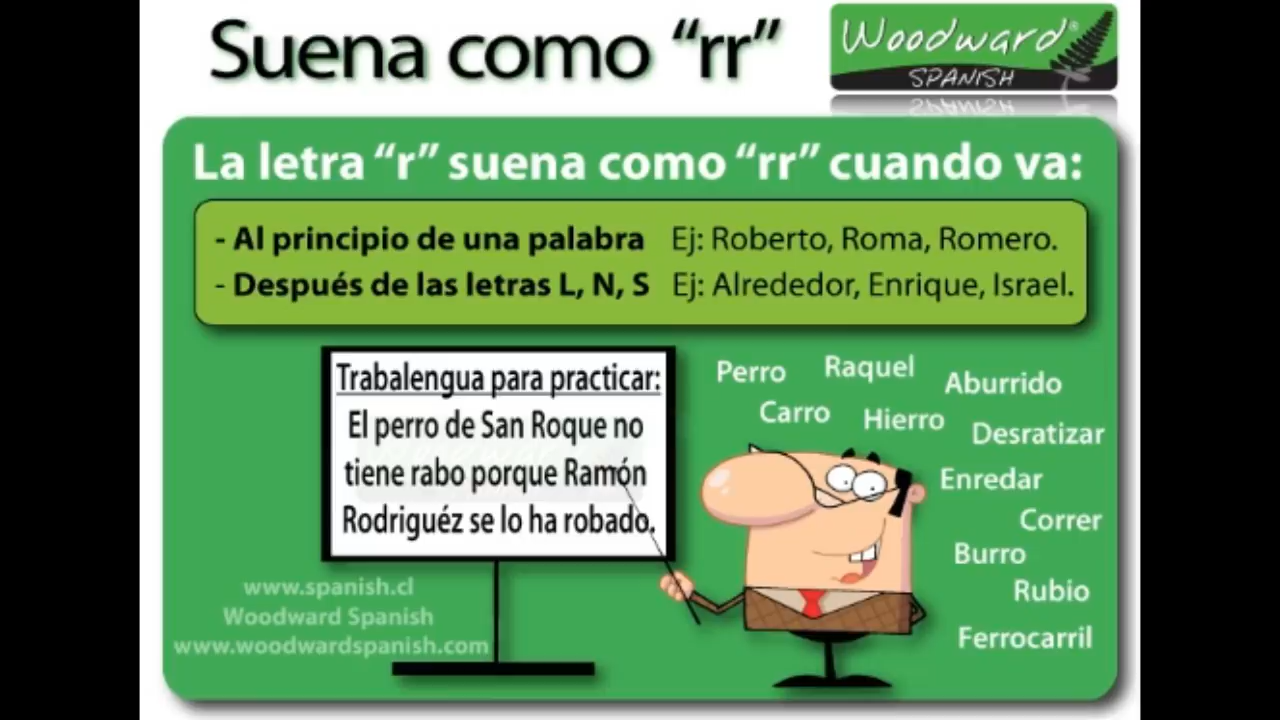 Suena como “rr”
Woodward®
SPANISH
La letra “r” suena como “rr” cuando va:
- Al principio de una palabra Ej: Roberto, Roma, Romero.
- Después de las letras L, N, S Ej: Alrededor, Enrique, Israel.
Trabalengua para practicar:
El perro de San Roque no
tiene rabo porque Ramón
Rodriguéz se lo ha robado.
Perro
Raquel
Aburrido
Carro
Hierro
Desratizar
Enredar
Correr
Burro
Rubio
Ferrocarril
www.spanish.cl
Woodward Spanish
www.woodwardspanish.com